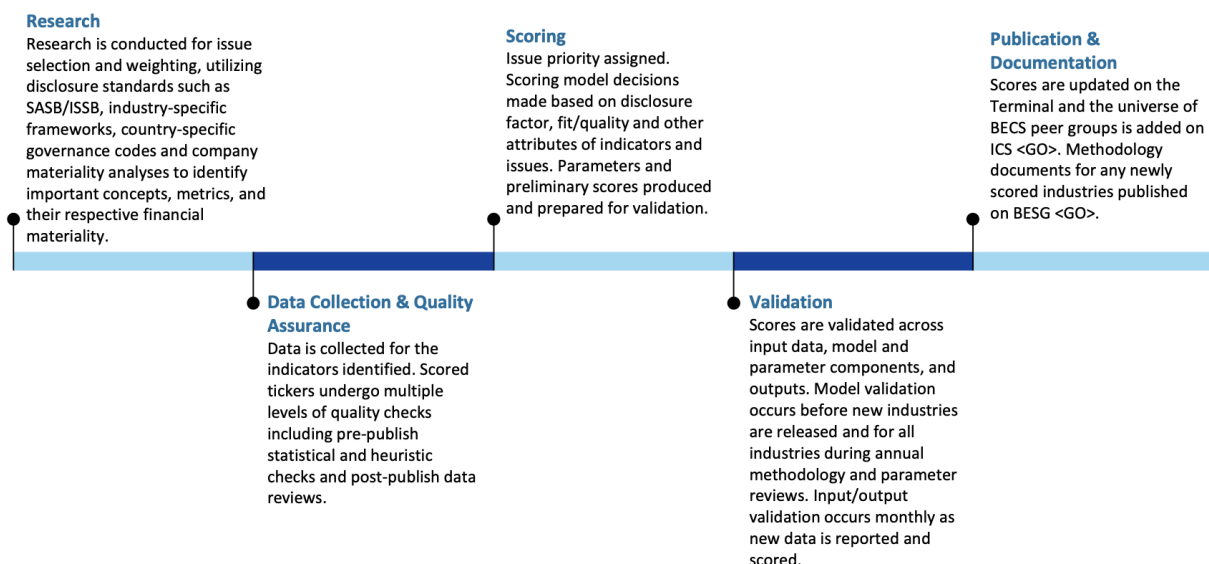 Research
Research is conducted for issue
selection and weighting, utilizing
disclosure standards such as
SASB/ISSB, industry-specific
frameworks, country-specific
governance codes and company
materiality analyses to identify
important concepts, metrics, and
their respective financial
materiality.
Data Collection & Quality
Assurance
Data is collected for the
indicators identified. Scored
tickers undergo multiple
levels of quality checks
including pre-publish
statistical and heuristic
checks and post-publish data
reviews.
Scoring
Issue priority assigned.
Scoring model decisions
made based on disclosure
factor, fit/quality and other
attributes of indicators and
issues. Parameters and
preliminary scores produced
and prepared for validation.
Validation
Scores are validated across
input data, model and
parameter components, and
outputs. Model validation
occurs before new industries
are released and for all
industries during annual
methodology and parameter
reviews. Input/output
validation occurs monthly as
new data is reported and
scored.
Publication &
Documentation
Scores are updated on the
Terminal and the universe of
BECS peer groups is added on
ICS <GO>. Methodology
documents for any newly
scored industries published
on BESG <GO>.